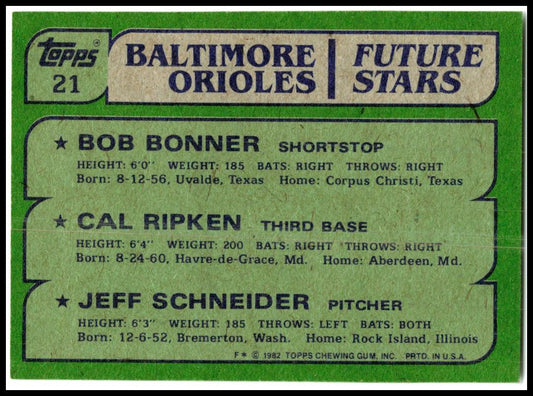 Topps®
21
BALTIMORE ORIOLES
FUTURE STARS
★ BOB BONNER SHORTSTOP
HEIGHT: 6'0" WEIGHT: 185 BATS: RIGHT THROWS: RIGHT
Born: 8-12-56, Uvalde, Texas Home: Corpus Christi, Texas
★ CAL RIPKEN THIRD BASE
HEIGHT: 6'4" WEIGHT: 200 BATS: RIGHT THROWS: RIGHT
Born: 8-24-60, Havre-de-Grace, Md. Home: Aberdeen, Md.
★ JEFF SCHNEIDER PITCHER
HEIGHT: 6'3" WEIGHT: 185 THROWS: LEFT BATS: BOTH
Born: 12-6-52, Bremerton, Wash. Home: Rock Island, Illinois
F* © 1982 TOPPS CHEWING GUM, INC. PRTD. IN U.S.A.